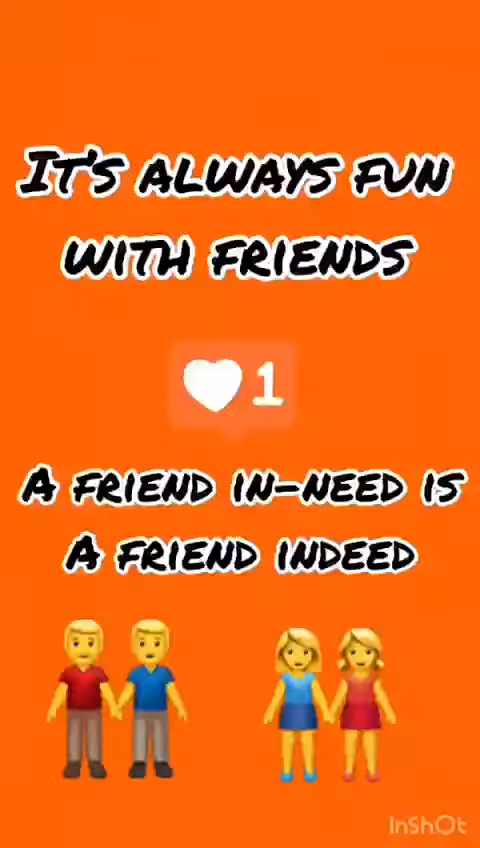 It's always fun
with friends
1
A friend in-need is
A friend indeed
InShOt